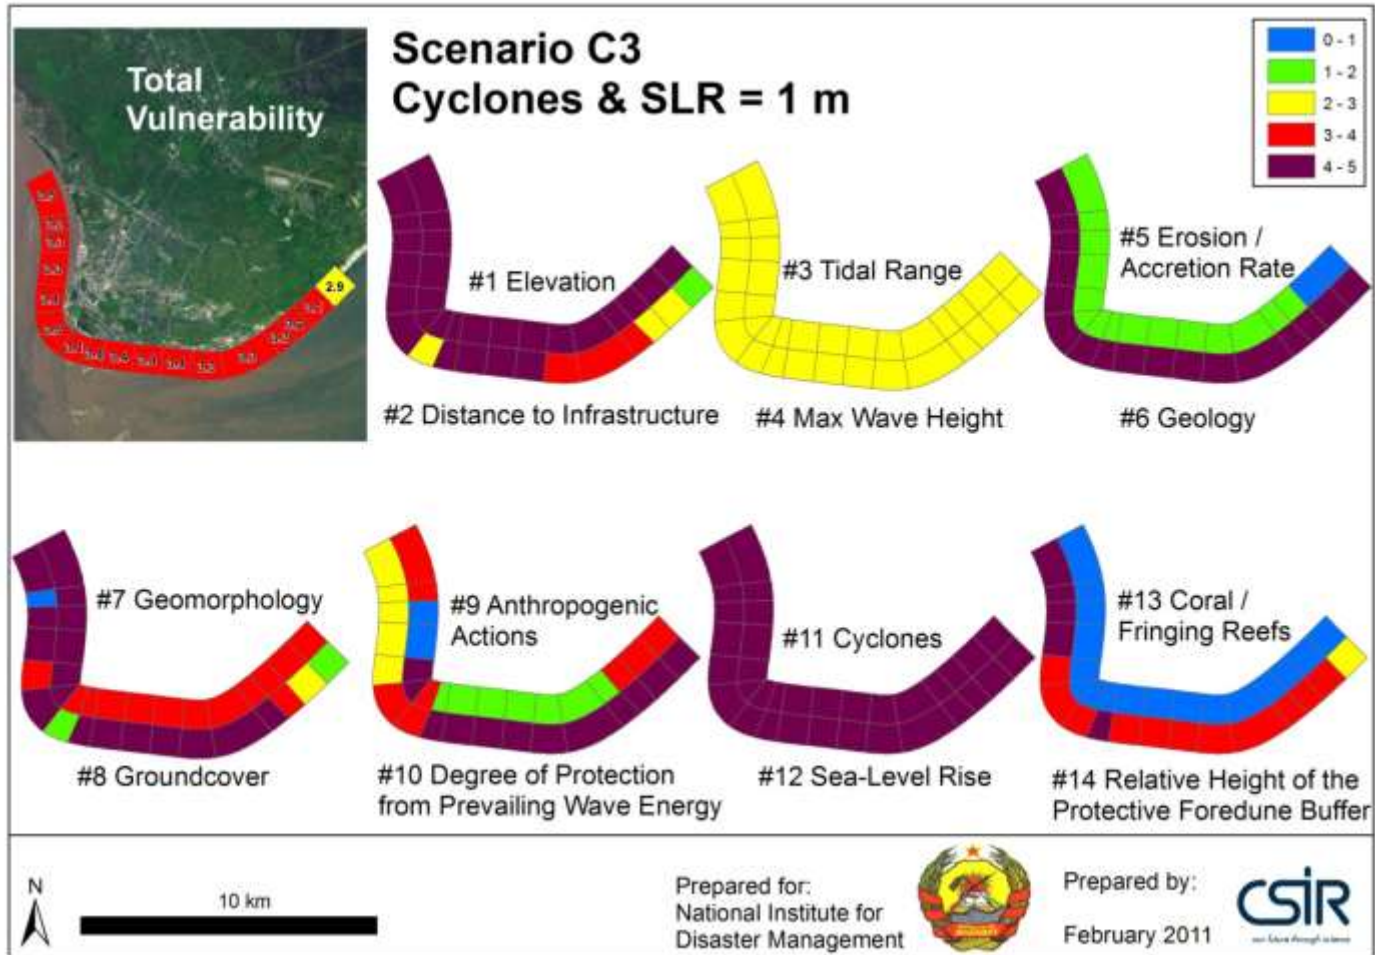 Total
Vulnerability
2.9
Scenario C3
Cyclones & SLR = 1 m
0 - 1
1 - 2
2 - 3
3 - 4
4 - 5
#1 Elevation
#2 Distance to Infrastructure
#3 Tidal Range
#4 Max Wave Height
#5 Erosion /
Accretion Rate
#6 Geology
#7 Geomorphology
#8 Groundcover
#9 Anthropogenic
Actions
#10 Degree of Protection
from Prevailing Wave Energy
#11 Cyclones
#12 Sea-Level Rise
#13 Coral /
Fringing Reefs
#14 Relative Height of the
Protective Foredune Buffer
N
10 km
Prepared for:
National Institute for
Disaster Management
Prepared by:
February 2011
CSIR
our future through science